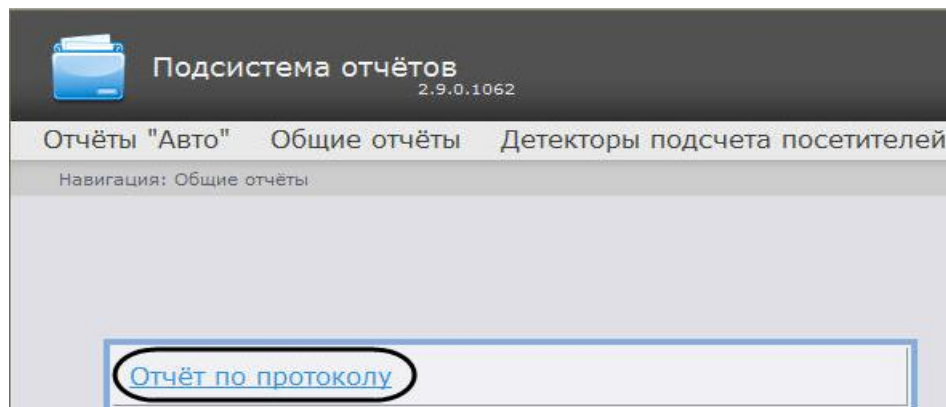 Подсистема отчётов
2.9.0.1062
Отчёты "Авто" Общие отчёты Детекторы подсчета посетителей
Навигация: Общие отчёты
Отчёт по протоколу